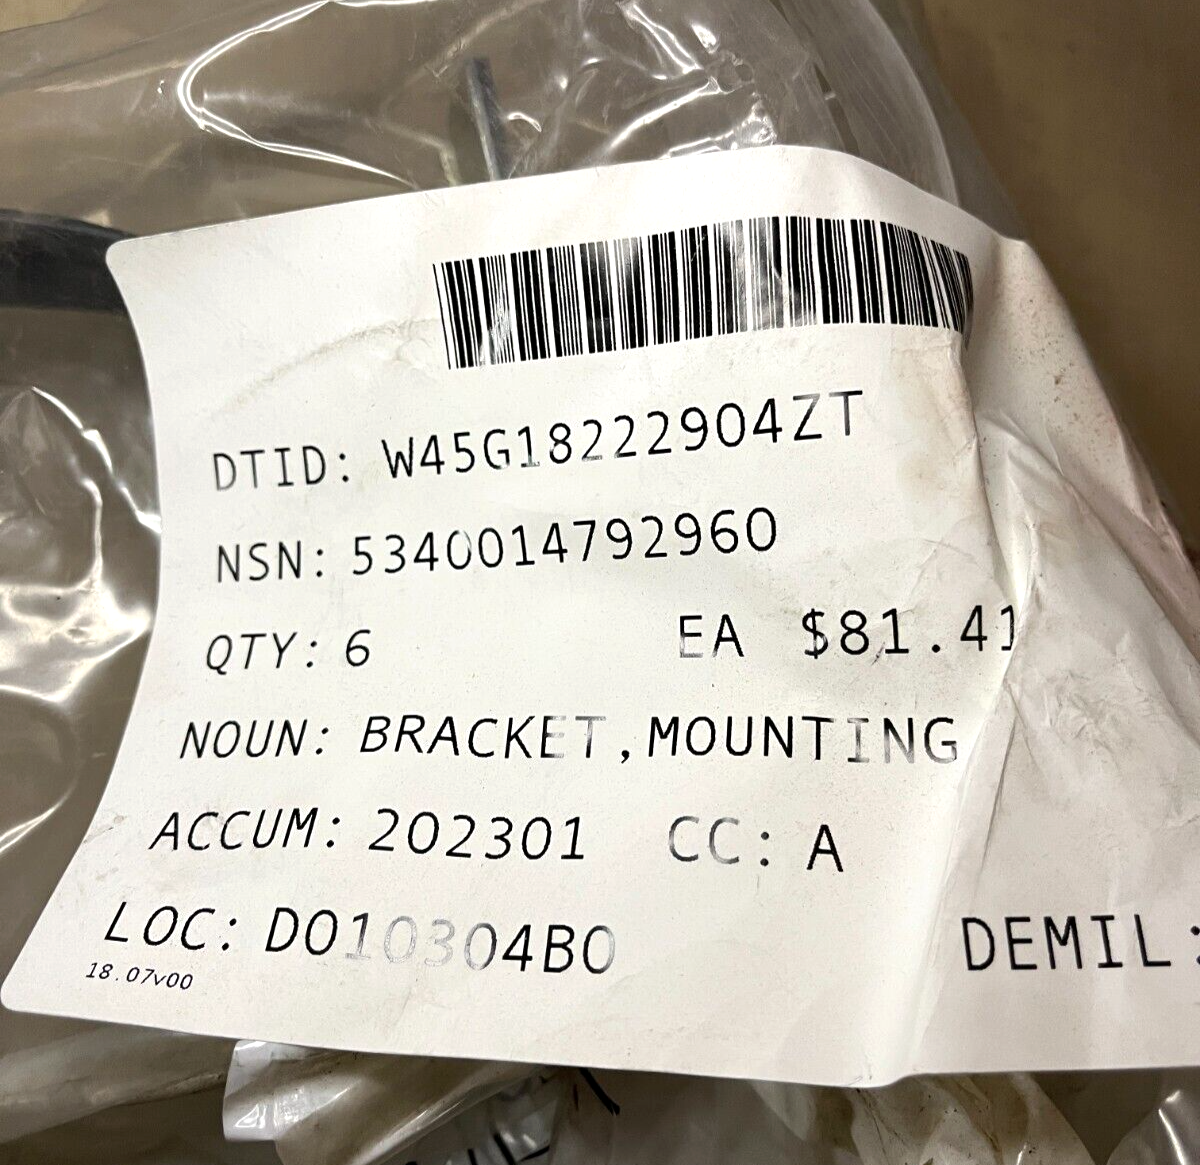 DTID: W45G18222904ZT
NSN: 5340014792960
QTY: 6 EA $81.41
NOUN: BRACKET,MOUNTING
ACCUM: 202301 CC: A
LOC: D010304B0 DEMIL:
18.07v00